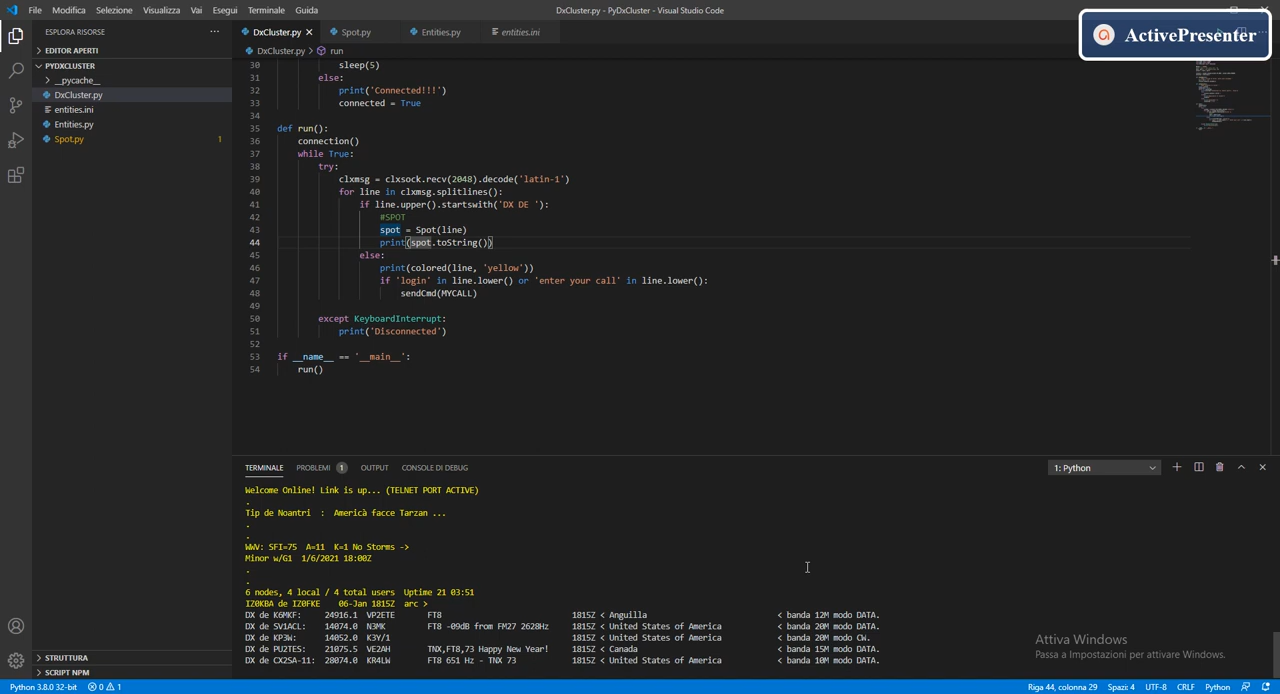 File Modifica Selezione Visualizza Vai Esegui Terminale Guida
DxCluster.py - PyDxCluster - Visual Studio Code
ActivePresenter
ESPLORA RISORSE
EDITOR APERTI
PYDXCLUSTER
__pycache__
DxCluster.py
entities.ini
Entities.py
Spot.py 1
STRUTTURA
SCRIPT NPM
DxCluster.py Spot.py Entities.py entities.ini
DxCluster.py > run
30 sleep(5)
31 else:
32 print('Connected!!!')
33 connected = True
34
35 def run():
36 connection()
37 while True:
38 try:
39 clxmsg = clxsock.recv(2048).decode('latin-1')
40 for line in clxmsg.splitlines():
41 if line.upper().startswith('DX DE '):
42 #SPOT
43 spot = Spot(line)
44 print(spot.toString())
45 else:
46 print(colored(line, 'yellow'))
47 if 'login' in line.lower() or 'enter your call' in line.lower():
48 sendCmd(MYCALL)
49
50 except KeyboardInterrupt:
51 print('Disconnected')
52
53 if __name__ == '__main__':
54 run()
TERMINALE PROBLEMI 1 OUTPUT CONSOLE DI DEBUG 1: Python
Welcome Online! Link is up... (TELNET PORT ACTIVE)
.
Tip de Noantri : Americà facce Tarzan ...
.
.
WWV: SFI=75 A=11 K=1 No Storms ->
Minor w/G1 1/6/2021 18:00Z
.
.
6 nodes, 4 local / 4 total users Uptime 21 03:51
IZ0KBA de IZ0FKE 06-Jan 1815Z arc >
DX de K6MKF: 24916.1 VP2ETE FT8 1815Z < Anguilla < banda 12M modo DATA.
DX de SV1ACL: 14074.0 N3MK FT8 -09dB from FM27 2628Hz 1815Z < United States of America < banda 20M modo DATA.
DX de KP3W: 14052.0 K3Y/1 1815Z < United States of America < banda 20M modo CW.
DX de PU2TES: 21075.5 VE2AH TNX,FT8,73 Happy New Year! 1815Z < Canada < banda 15M modo DATA.
DX de CX2SA-11: 28074.0 KR4LW FT8 651 Hz - TNX 73 1815Z < United States of America < banda 10M modo DATA.
Attiva Windows
Passa a Impostazioni per attivare Windows.
Python 3.8.0 32-bit 0 1 Riga 44, colonna 29 Spazi: 4 UTF-8 CRLF Python